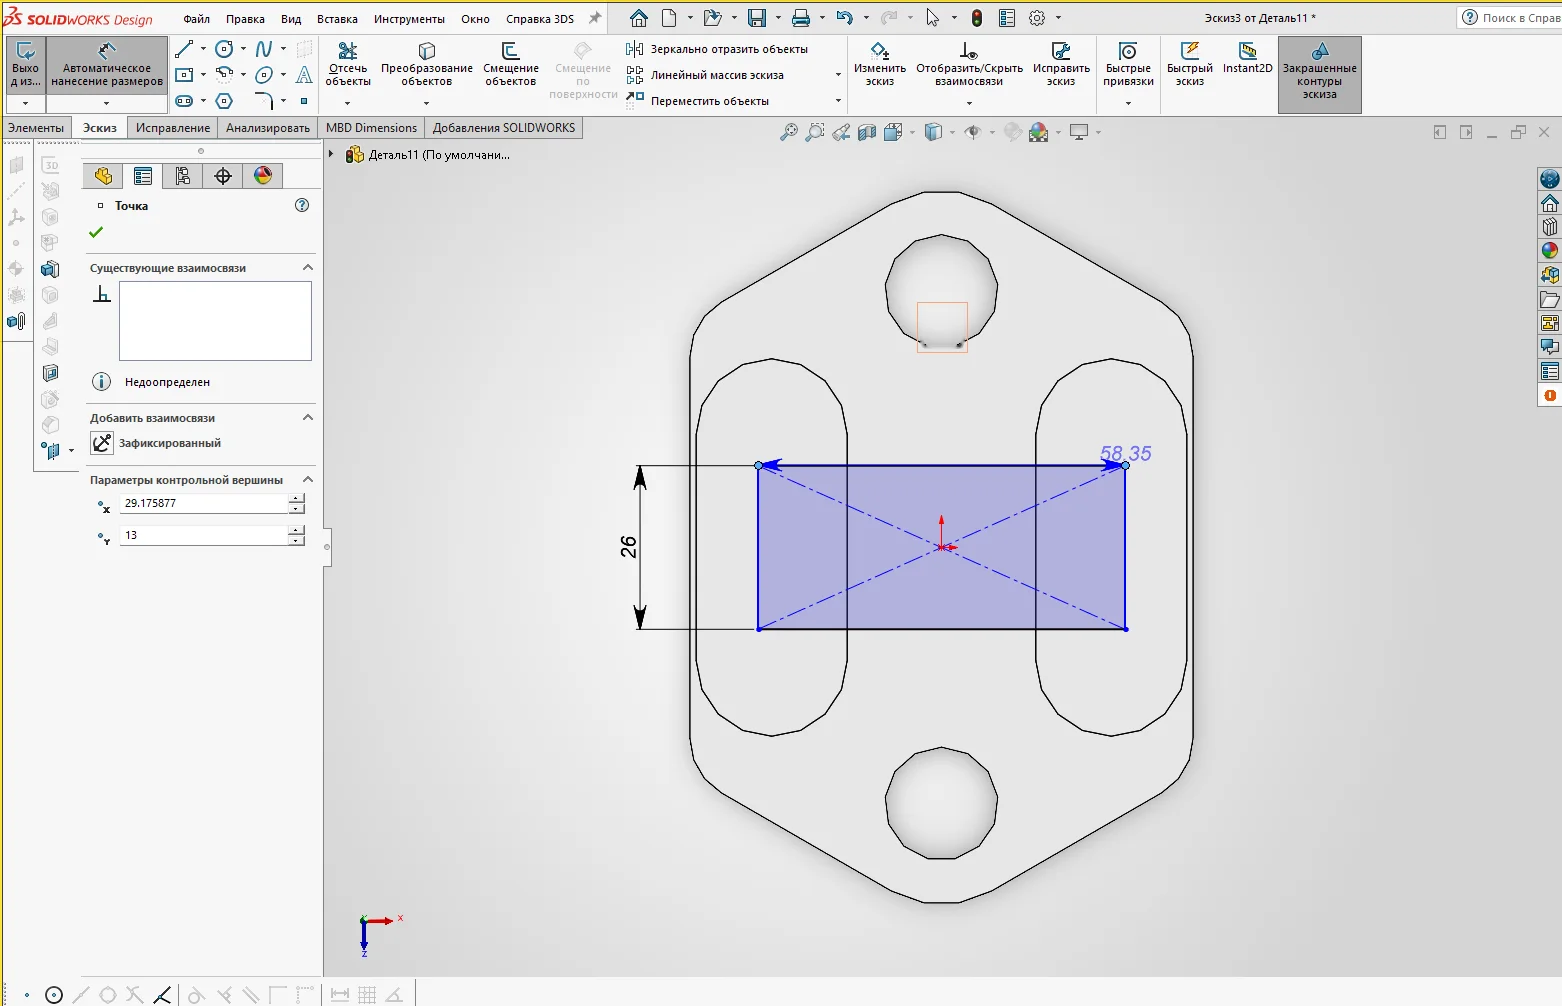 SOLIDWORKS Design
Файл Правка Вид Вставка Инструменты Окно Справка 3DS
Эскиз3 от Деталь11 *
Поиск в Справ
Выхо
д из...
Автоматическое
нанесение размеров
Отсечь
объекты
Преобразование
объектов
Смещение
объектов
Смещение
по
поверхности
Зеркально отразить объекты
Линейный массив эскиза
Переместить объекты
Изменить
эскиз
Отобразить/Скрыть
взаимосвязи
Исправить
эскиз
Быстрые
привязки
Быстрый
эскиз
Instant2D
Закрашенные
контуры
эскиза
Элементы Эскиз Исправление Анализировать MBD Dimensions Добавления SOLIDWORKS
Деталь11 (По умолчани...
Точка
Существующие взаимосвязи
Недоопределен
Добавить взаимосвязи
Зафиксированный
Параметры контрольной вершины
X 29.175877
Y 13
58.35
26
X
Z